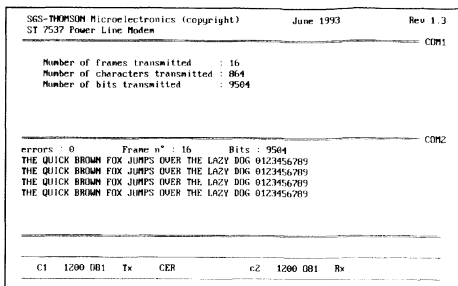 SGS-THOMSON Microelectronics (copyright) June 1993 Rev 1.3
ST 7537 Power Line Modem
COM1
Number of frames transmitted : 16
Number of characters transmitted : 864
Number of bits transmitted : 9504
COM2
errors : 0 Frame n° : 16 Bits : 9504
THE QUICK BROWN FOX JUMPS OVER THE LAZY DOG 0123456789
THE QUICK BROWN FOX JUMPS OVER THE LAZY DOG 0123456789
THE QUICK BROWN FOX JUMPS OVER THE LAZY DOG 0123456789
THE QUICK BROWN FOX JUMPS OVER THE LAZY DOG 0123456789
C1 1200 O81 Tx CER c2 1200 O81 Rx